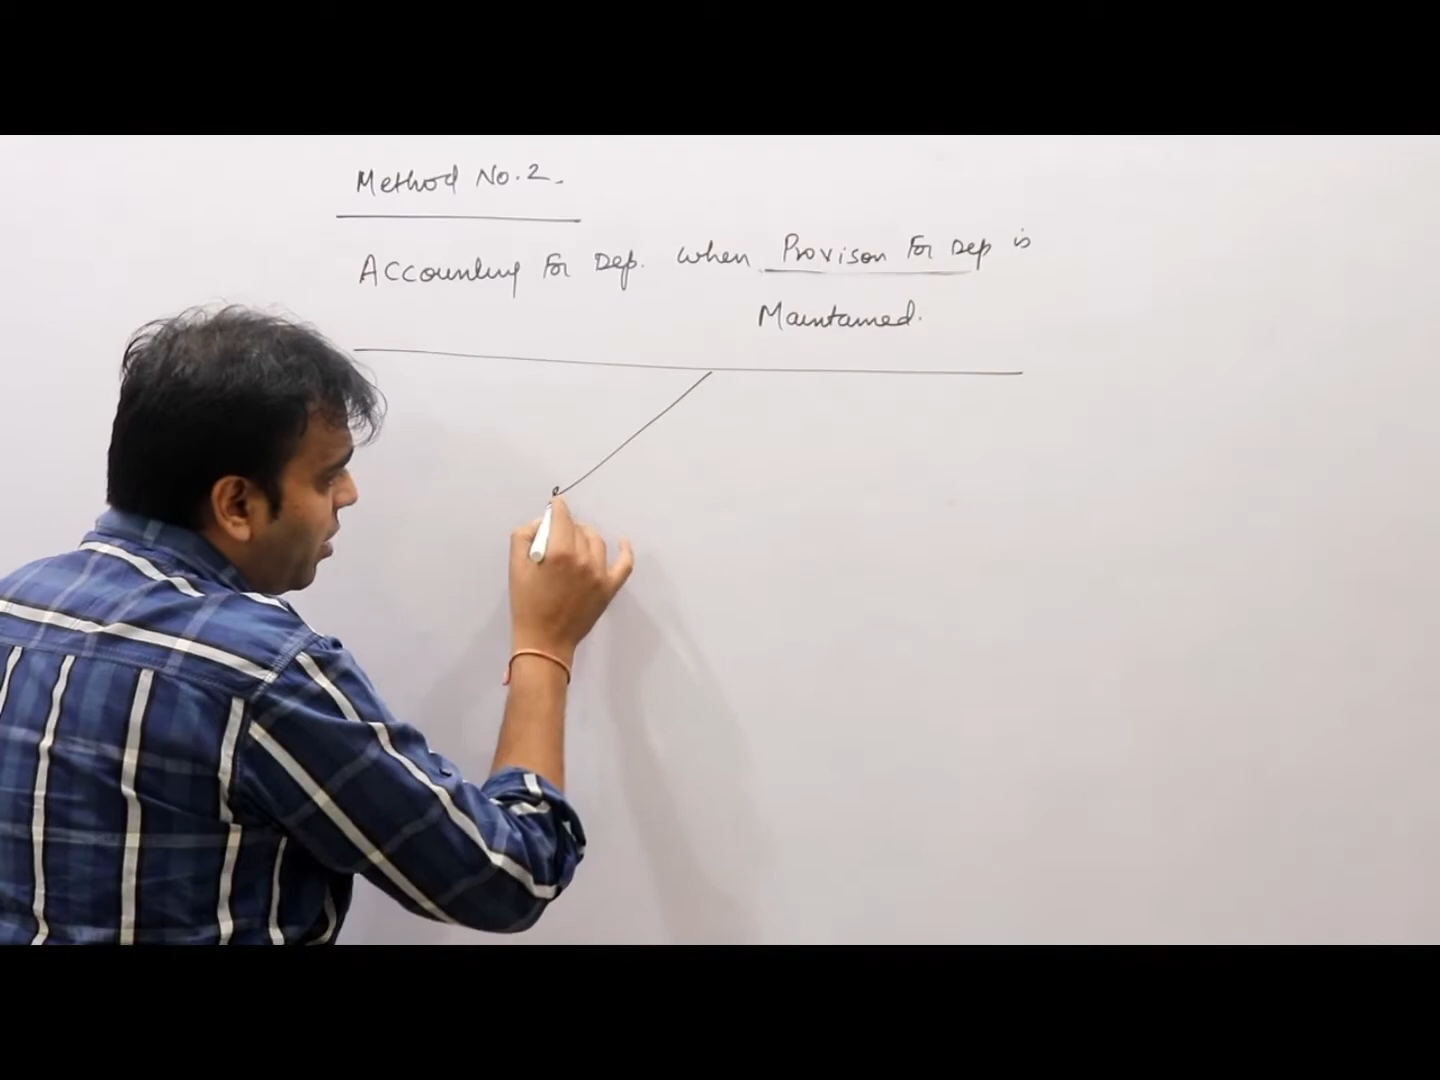 Method No.2.
Accounting For Dep. when Provison For Dep is
Maintained.